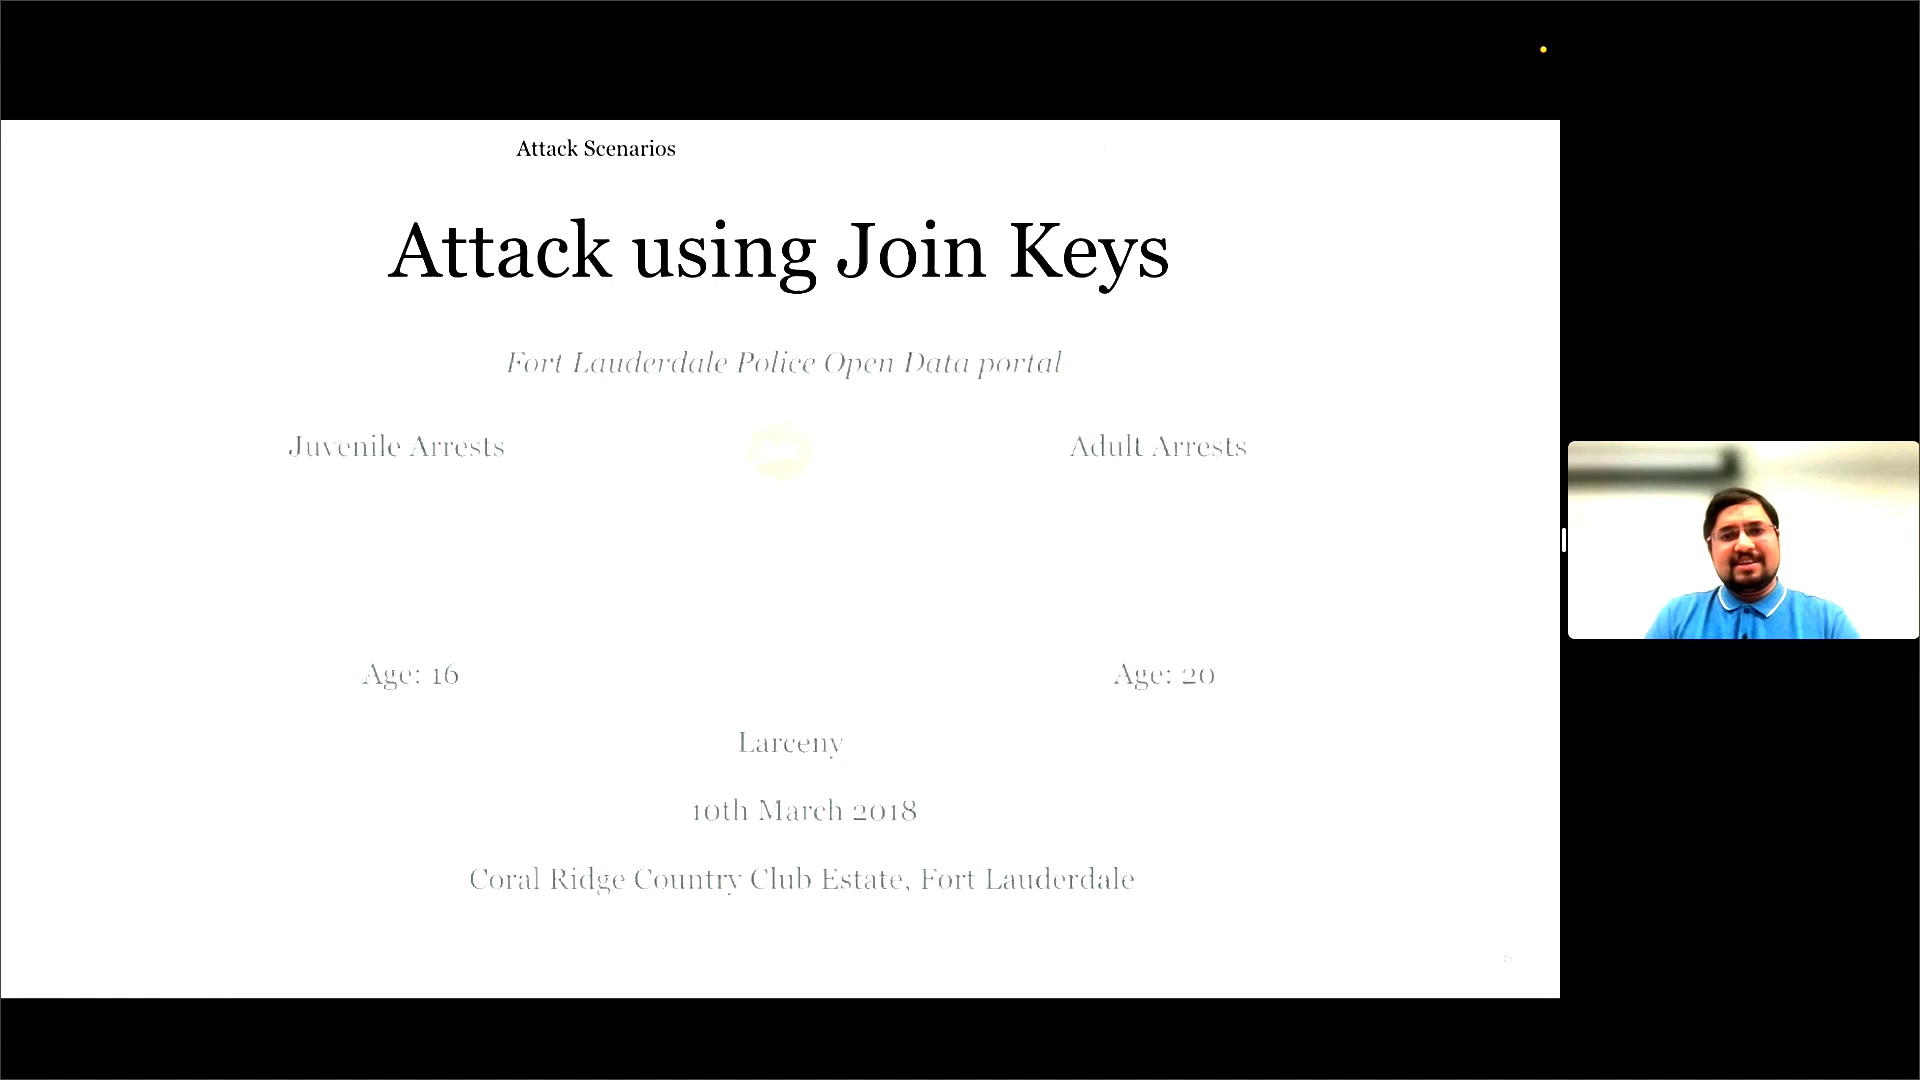 Attack Scenarios
Attack using Join Keys
Fort Lauderdale Police Open Data portal
Juvenile Arrests
Adult Arrests
Age: 16
Age: 20
Larceny
10th March 2018
Coral Ridge Country Club Estate, Fort Lauderdale